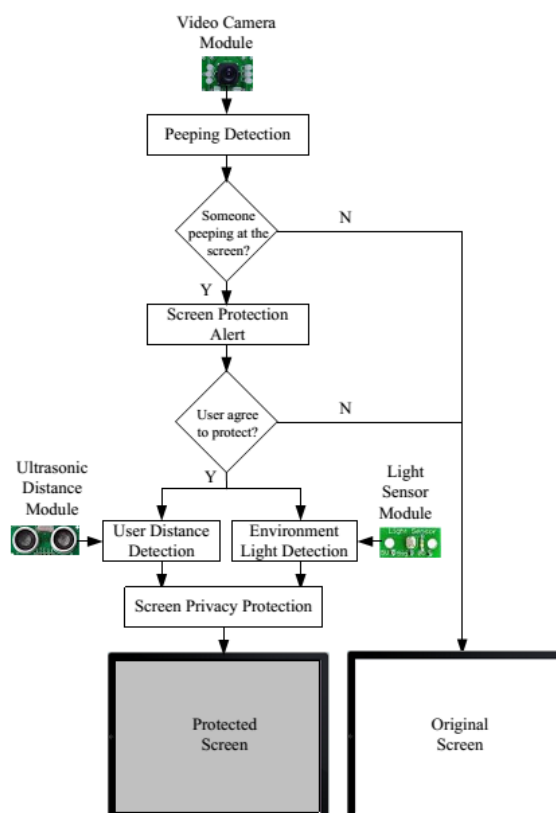 Video Camera
Module
Peeping Detection
Someone
peeping at the
screen?
N
Y
Screen Protection
Alert
User agree
to protect?
N
Y
Ultrasonic
Distance
Module
Light
Sensor
Module
User Distance
Detection
Environment
Light Detection
Light Sensor
Screen Privacy Protection
Protected
Screen
Original
Screen